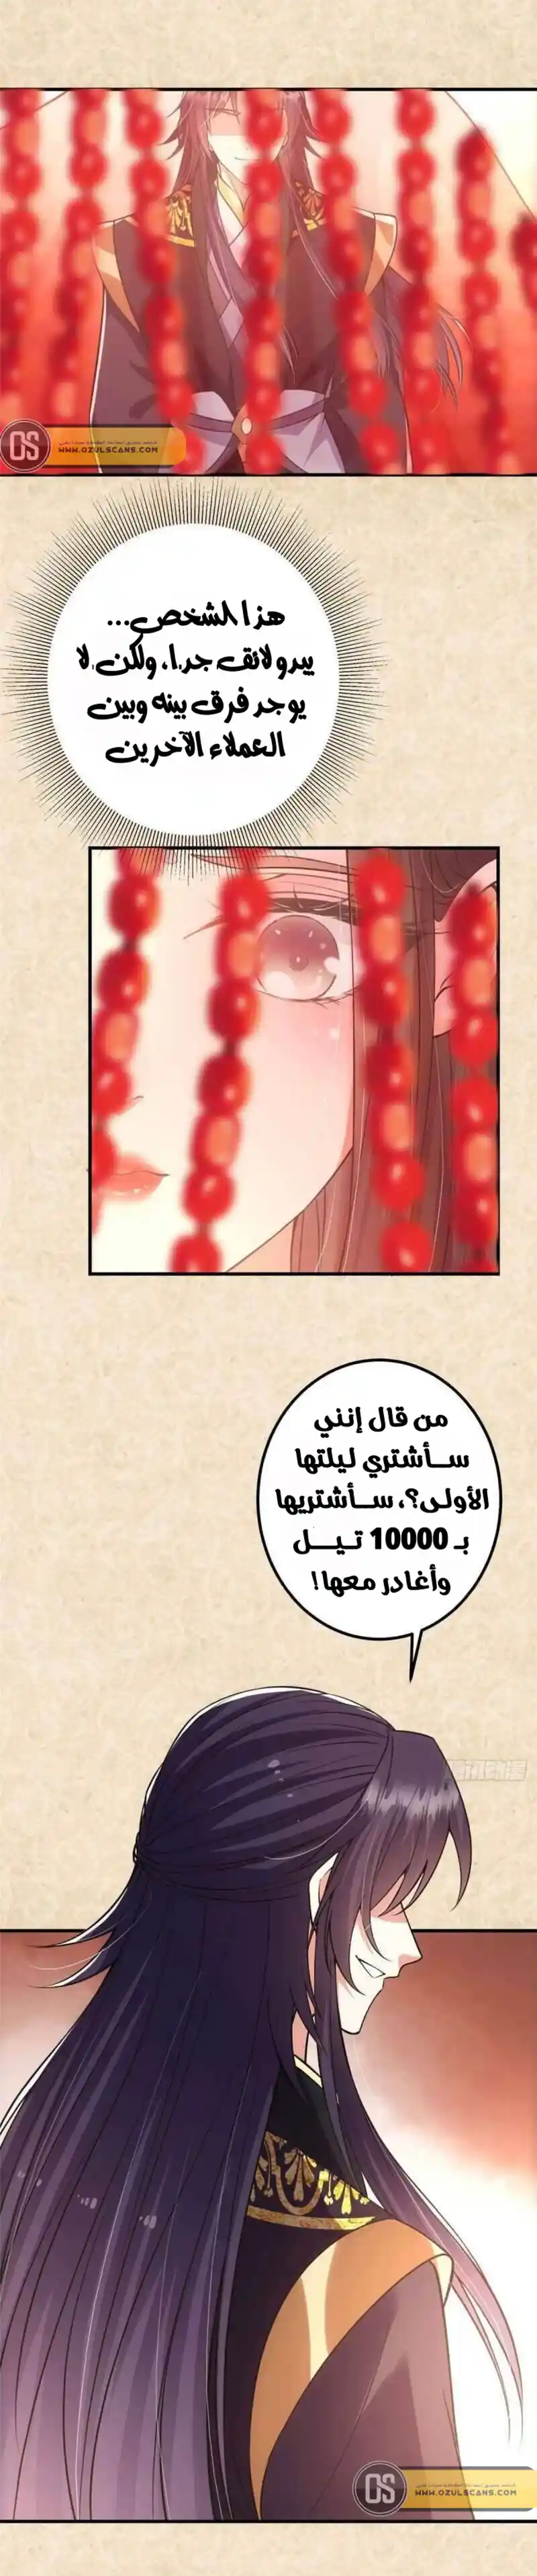 WWW.OZULSCANS.COM
هذا الشخص...
يبدو لائق جدا، ولكن لا
يوجد فرق بينه وبين
العملاء الآخرين
من قال إنني
سأشتري ليلتها
الأولى؟، سأشتريها
بـ 10000 تيل
وأغادر معها!
WWW.OZULSCANS.COM